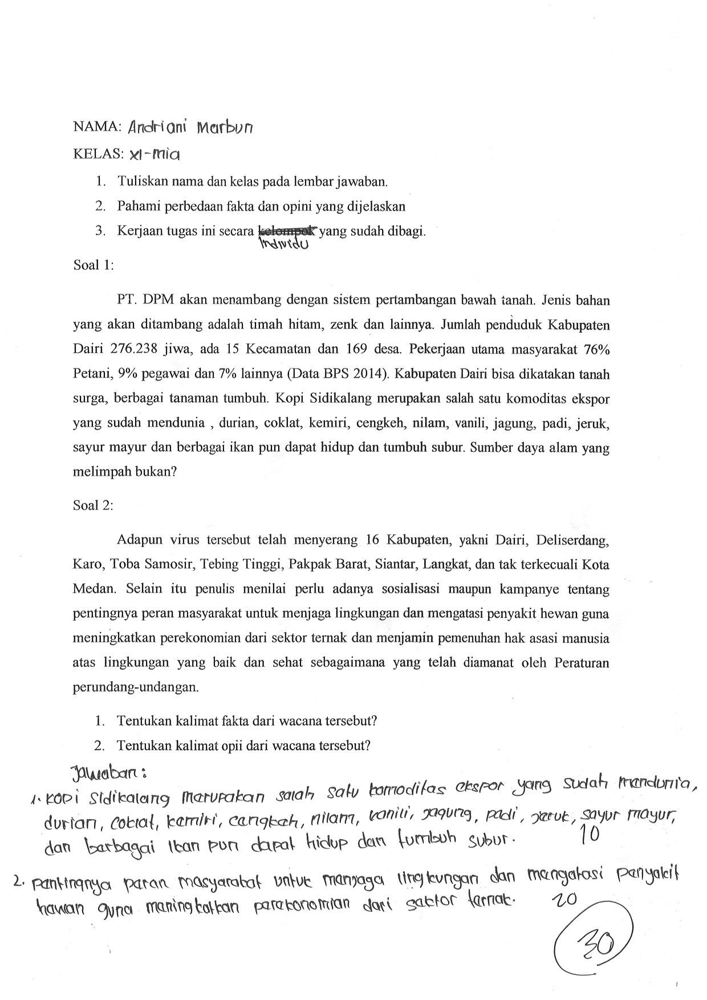 NAMA: Andriani Marbun
KELAS: XI-mia
1. Tuliskan nama dan kelas pada lembar jawaban.
2. Pahami perbedaan fakta dan opini yang dijelaskan
3. Kerjaan tugas ini secara kelompok yang sudah dibagi.
Individu
Soal 1:
PT. DPM akan menambang dengan sistem pertambangan bawah tanah. Jenis bahan
yang akan ditambang adalah timah hitam, zenk dan lainnya. Jumlah penduduk Kabupaten
Dairi 276.238 jiwa, ada 15 Kecamatan dan 169 desa. Pekerjaan utama masyarakat 76%
Petani, 9% pegawai dan 7% lainnya (Data BPS 2014). Kabupaten Dairi bisa dikatakan tanah
surga, berbagai tanaman tumbuh. Kopi Sidikalang merupakan salah satu komoditas ekspor
yang sudah mendunia , durian, coklat, kemiri, cengkeh, nilam, vanili, jagung, padi, jeruk,
sayur mayur dan berbagai ikan pun dapat hidup dan tumbuh subur. Sumber daya alam yang
melimpah bukan?
Soal 2:
Adapun virus tersebut telah menyerang 16 Kabupaten, yakni Dairi, Deliserdang,
Karo, Toba Samosir, Tebing Tinggi, Pakpak Barat, Siantar, Langkat, dan tak terkecuali Kota
Medan. Selain itu penulis menilai perlu adanya sosialisasi maupun kampanye tentang
pentingnya peran masyarakat untuk menjaga lingkungan dan mengatasi penyakit hewan guna
meningkatkan perekonomian dari sektor ternak dan menjamin pemenuhan hak asasi manusia
atas lingkungan yang baik dan sehat sebagaimana yang telah diamanat oleh Peraturan
perundang-undangan.
1. Tentukan kalimat fakta dari wacana tersebut?
2. Tentukan kalimat opii dari wacana tersebut?
Jawaban:
1. Kopi Sidikalang merupakan salah satu komoditas ekspor yang sudah mendunia,
durian, coklat, kemiri, cengkeh, nilam, vanili, jagung, padi, jeruk, sayur mayur,
dan berbagai ikan pun dapat hidup dan tumbuh subur. 10
2. pentingnya peran masyarakat untuk menjaga lingkungan dan mengatasi penyakit
hewan guna meningkatkan perekonomian dari sektor ternak. 20
30